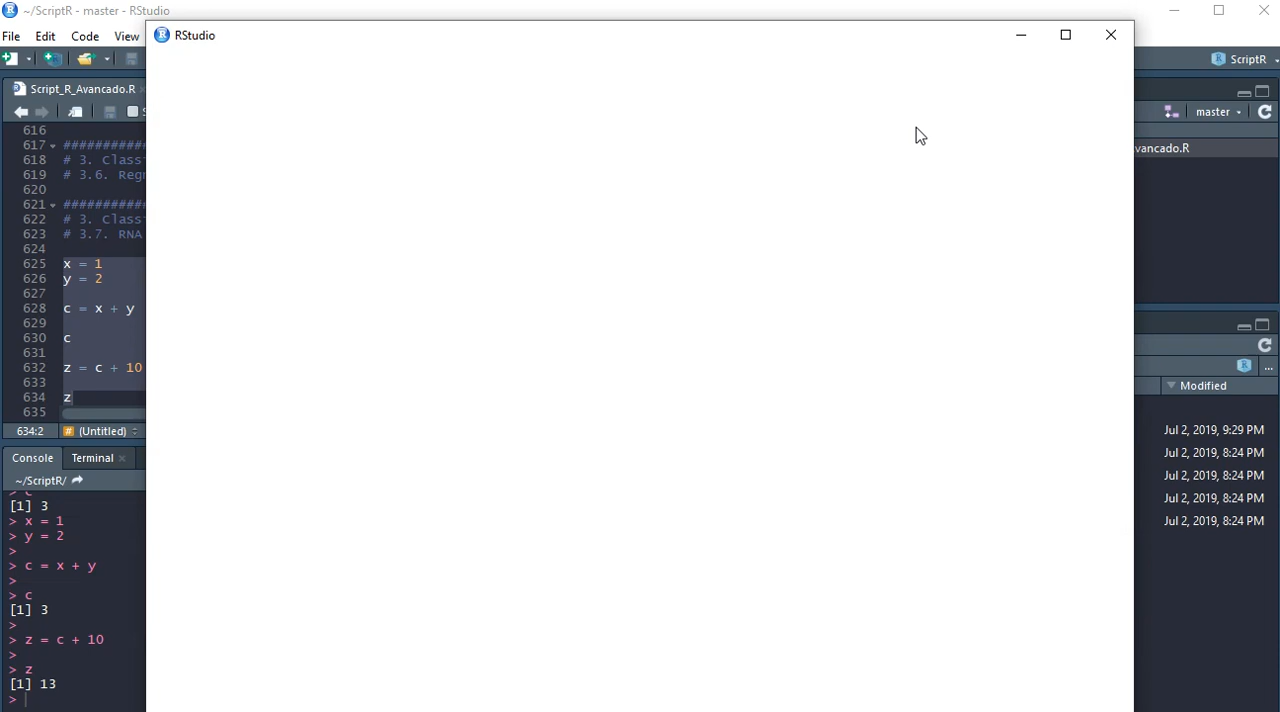 ~/ScriptR - master - RStudio
File Edit Code View
RStudio
ScriptR
Script_R_Avancado.R
master
616
617 ###########
618 # 3. Class
619 # 3.6. Reg
620
621 ###########
622 # 3. Class
623 # 3.7. RNA
624
625 x = 1
626 y = 2
627
628 c = x + y
629
630 c
631
632 z = c + 10
633
634 z
635
634:2 (Untitled)
Console Terminal
~/ScriptR/
> c
[1] 3
> x = 1
> y = 2
>
> c = x + y
>
> c
[1] 3
>
> z = c + 10
>
> z
[1] 13
>
vancado.R
...
Modified
Jul 2, 2019, 9:29 PM
Jul 2, 2019, 8:24 PM
Jul 2, 2019, 8:24 PM
Jul 2, 2019, 8:24 PM
Jul 2, 2019, 8:24 PM